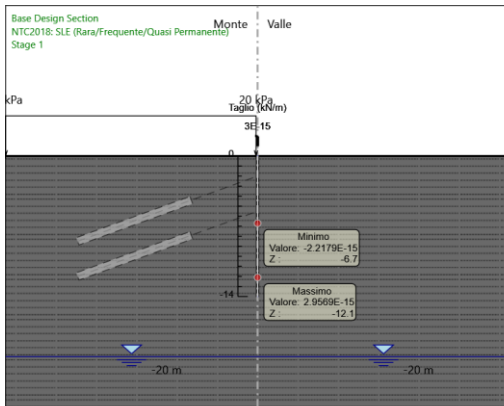 Base Design Section
NTC2018: SLE (Rara/Frequente/Quasi Permanente)
Stage 1
Monte
Valle
kPa
20 kPa
Taglio (kN/m)
3E-15
0
Minimo
Valore: -2.2179E-15
Z : -6.7
Massimo
Valore: 2.9569E-15
Z : -12.1
-14
-20 m
-20 m